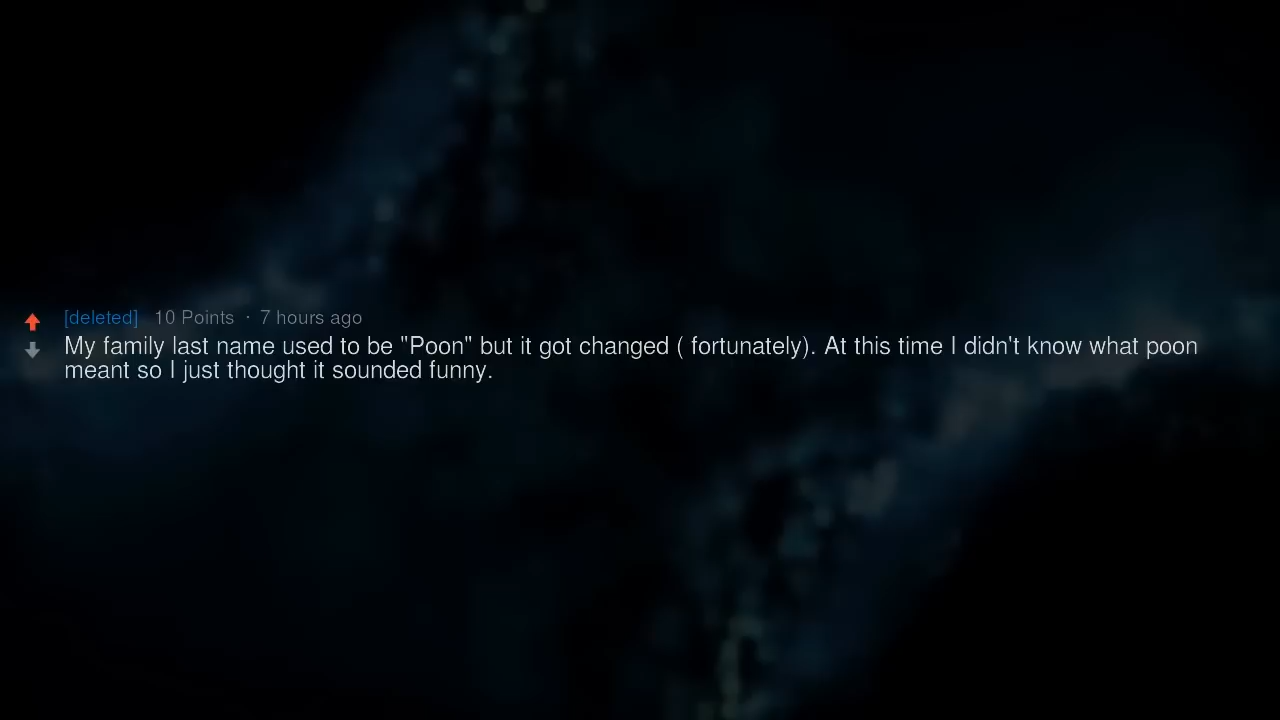 [deleted] 10 Points · 7 hours ago
My family last name used to be "Poon" but it got changed ( fortunately). At this time I didn't know what poon
meant so I just thought it sounded funny.